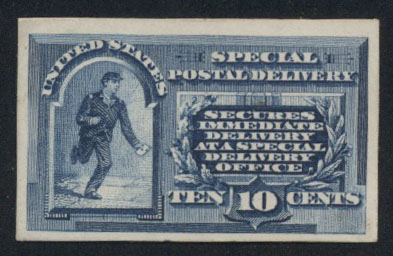 UNITED STATES
SPECIAL
POSTAL DELIVERY
SECURES
IMMEDIATE
DELIVERY
AT A SPECIAL
DELIVERY
OFFICE
TEN 10 CENTS